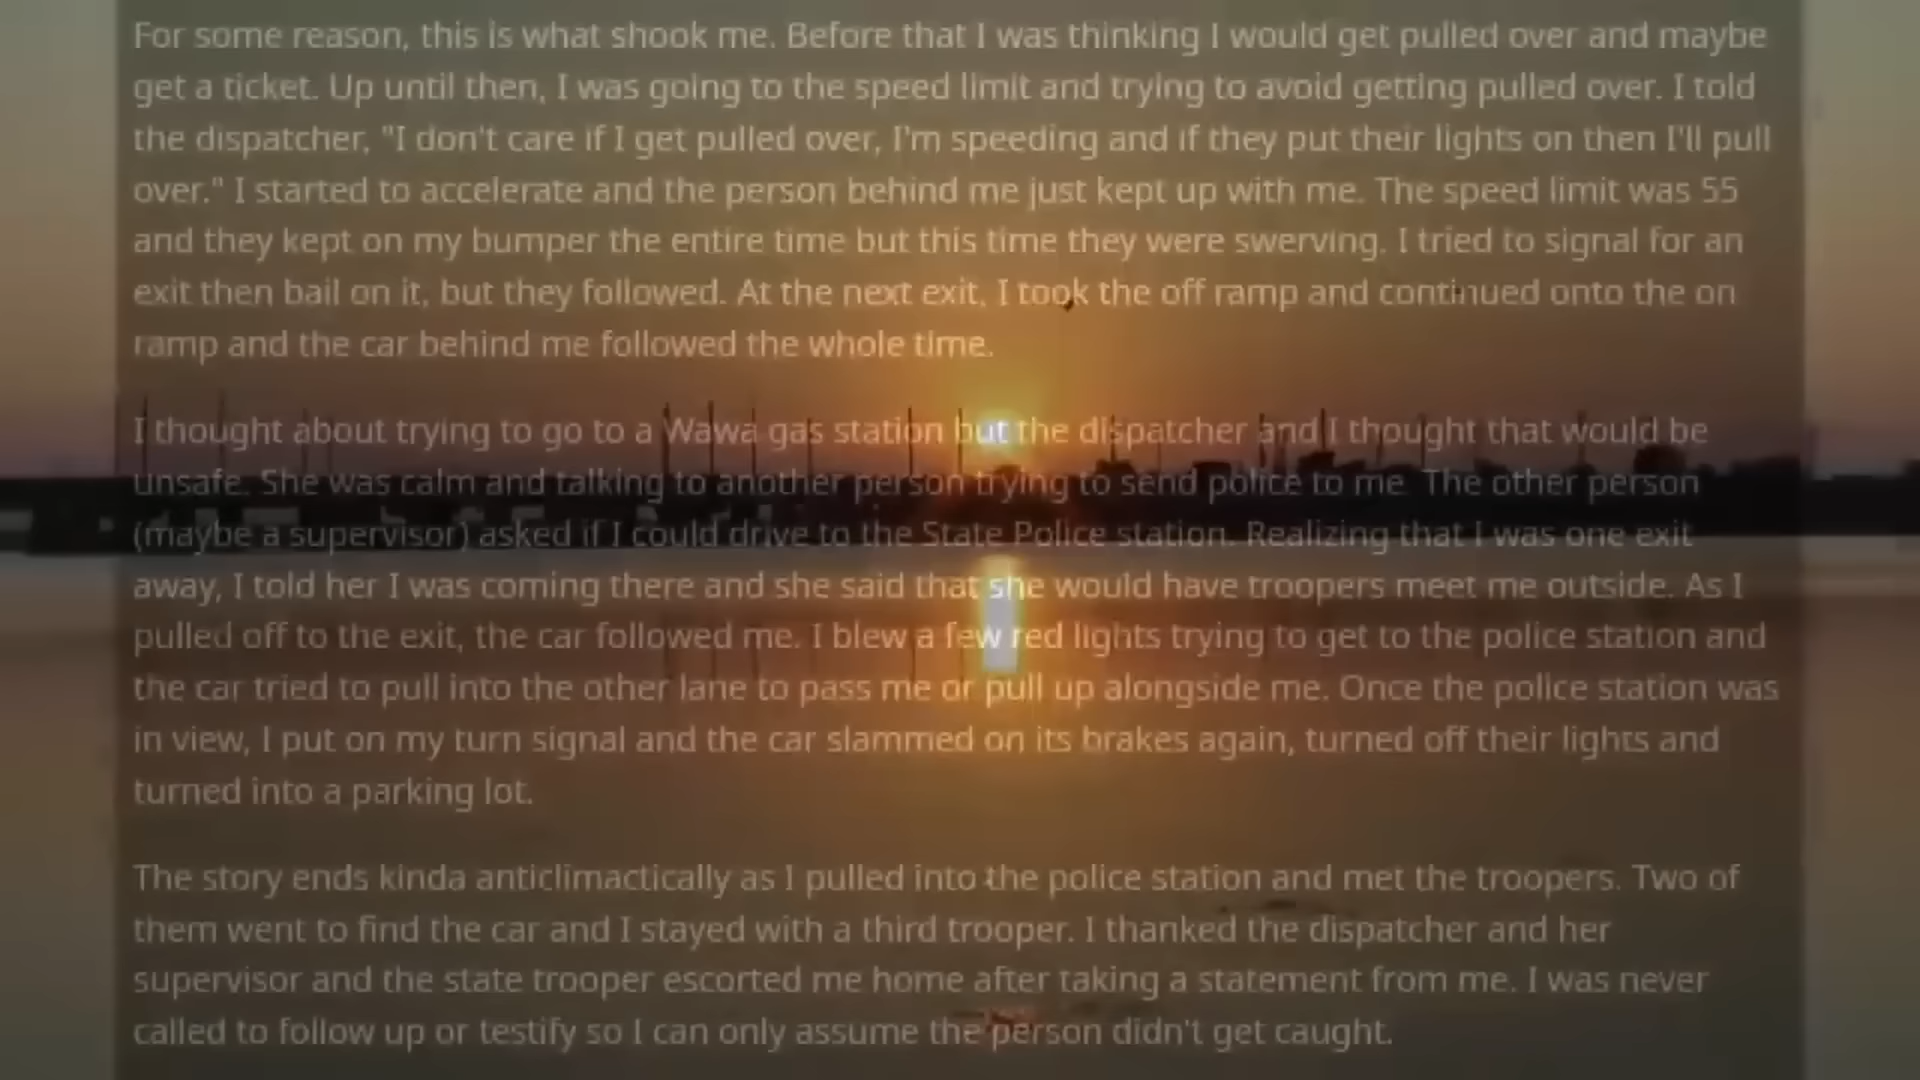 For some reason, this is what shook me. Before that I was thinking I would get pulled over and maybe
get a ticket. Up until then, I was going to the speed limit and trying to avoid getting pulled over. I told
the dispatcher, "I don't care if I get pulled over, I'm speeding and if they put their lights on then I'll pull
over." I started to accelerate and the person behind me just kept up with me. The speed limit was 55
and they kept on my bumper the entire time but this time they were swerving. I tried to signal for an
exit then bail on it, but they followed. At the next exit, I took the off ramp and continued onto the on
ramp and the car behind me followed the whole time.
I thought about trying to go to a Wawa gas station but the dispatcher and I thought that would be
unsafe. She was calm and talking to another person trying to send police to me. The other person
(maybe a supervisor) asked if I could drive to the State Police station. Realizing that I was one exit
away, I told her I was coming there and she said that she would have troopers meet me outside. As I
pulled off to the exit, the car followed me. I blew a few red lights trying to get to the police station and
the car tried to pull into the other lane to pass me or pull up alongside me. Once the police station was
in view, I put on my turn signal and the car slammed on its brakes again, turned off their lights and
turned into a parking lot.
The story ends kinda anticlimactically as I pulled into the police station and met the troopers. Two of
them went to find the car and I stayed with a third trooper. I thanked the dispatcher and her
supervisor and the state trooper escorted me home after taking a statement from me. I was never
called to follow up or testify so I can only assume the person didn't get caught.